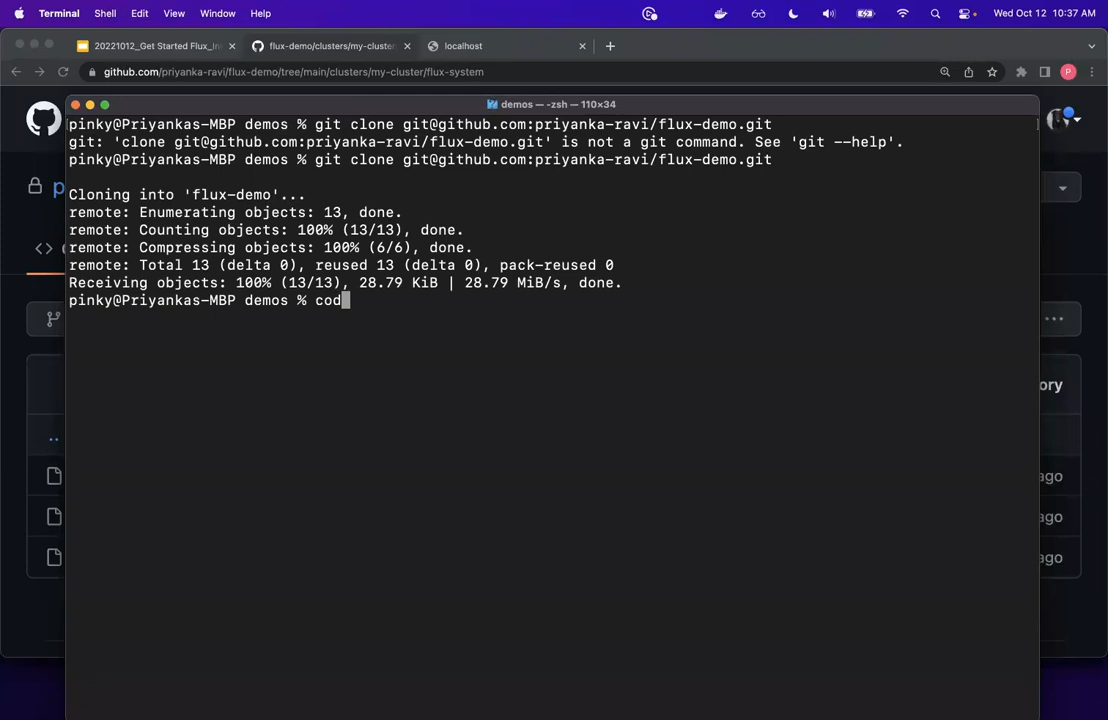 Terminal Shell Edit View Window Help Wed Oct 12 10:37 AM
20221012_Get Started Flux_In flux-demo/clusters/my-cluster localhost
github.com/priyanka-ravi/flux-demo/tree/main/clusters/my-cluster/flux-system P
demos — -zsh — 110×34
pinky@Priyankas-MBP demos % git clone git@github.com:priyanka-ravi/flux-demo.git
git: 'clone git@github.com:priyanka-ravi/flux-demo.git' is not a git command. See 'git --help'.
pinky@Priyankas-MBP demos % git clone git@github.com:priyanka-ravi/flux-demo.git
Cloning into 'flux-demo'...
remote: Enumerating objects: 13, done.
remote: Counting objects: 100% (13/13), done.
remote: Compressing objects: 100% (6/6), done.
remote: Total 13 (delta 0), reused 13 (delta 0), pack-reused 0
Receiving objects: 100% (13/13), 28.79 KiB | 28.79 MiB/s, done.
pinky@Priyankas-MBP demos % cod
p
ory
..
ago
ago
ago